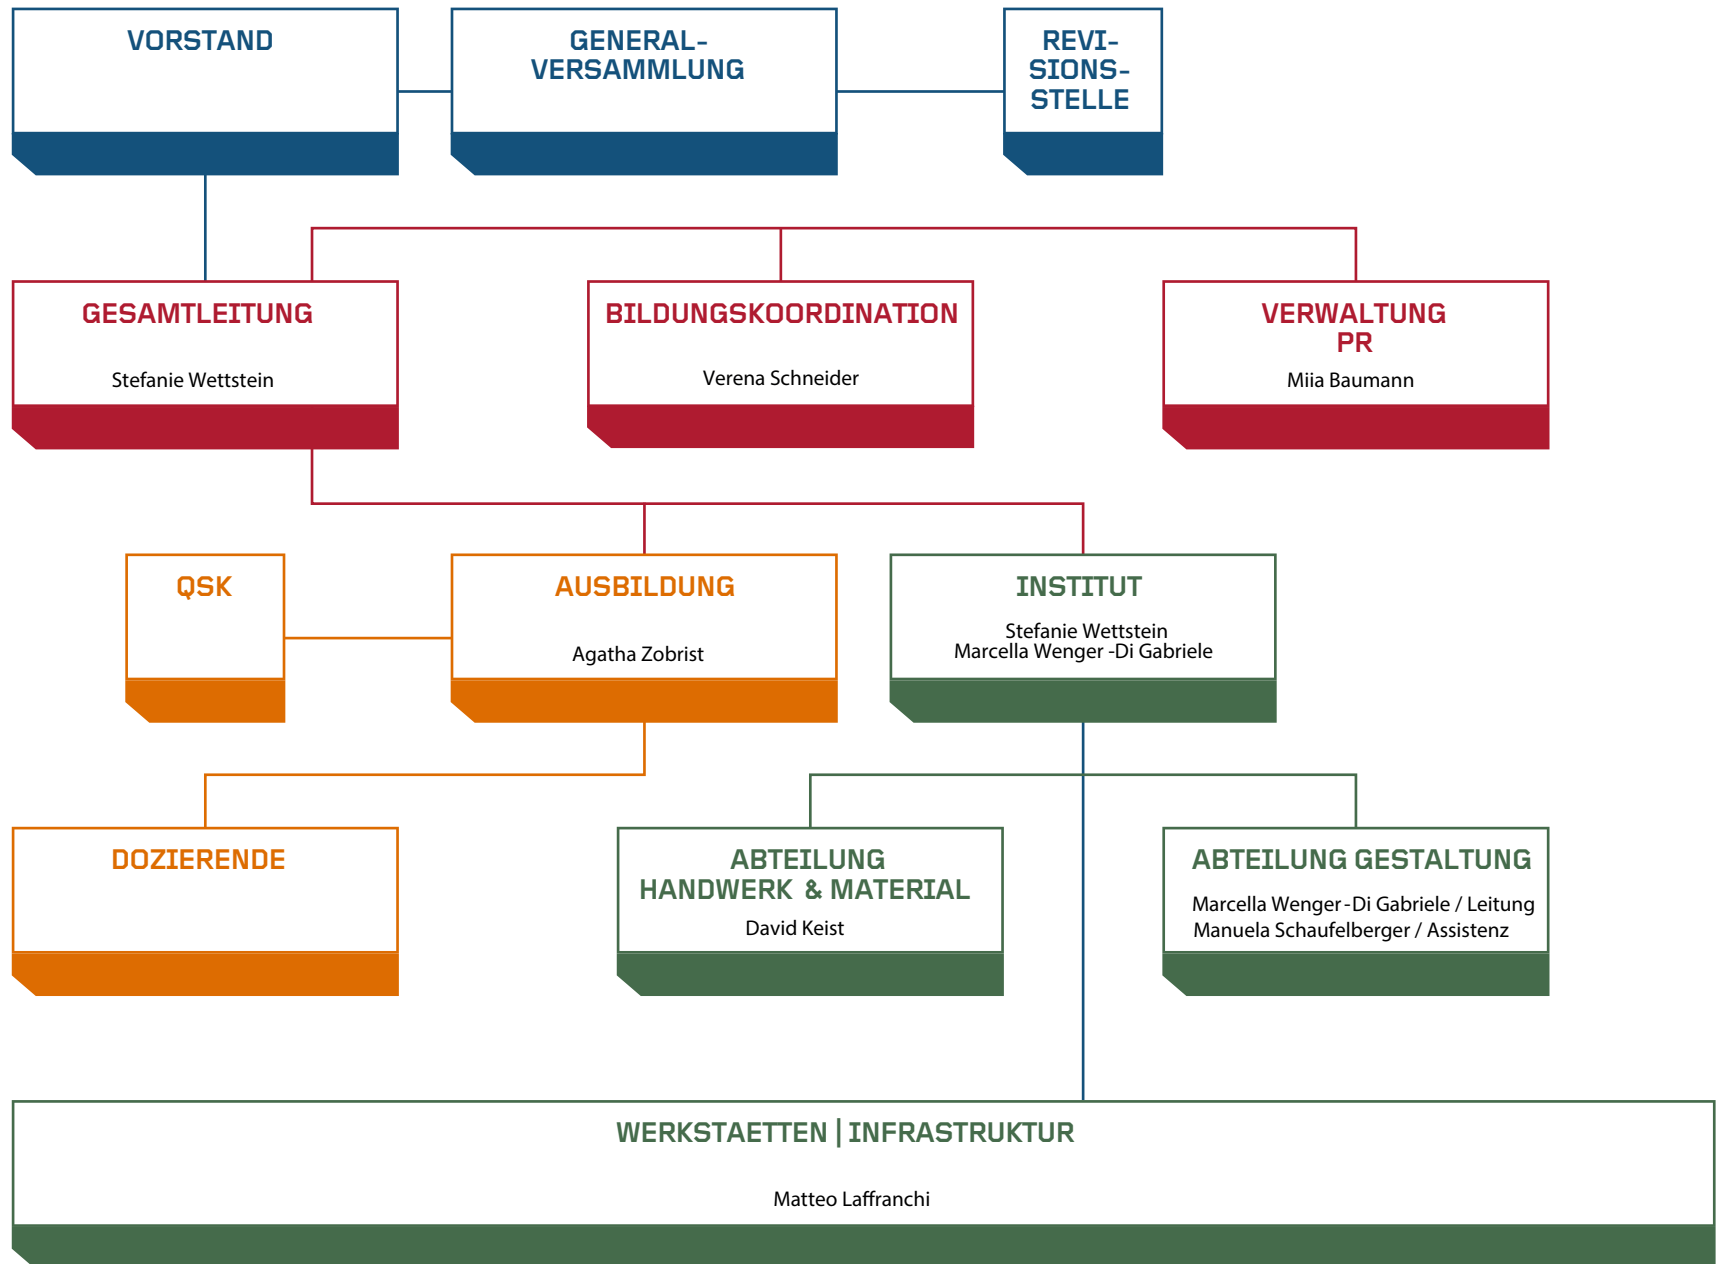 VORSTAND
GENERAL-
VERSAMMLUNG
REVI-
SIONS-
STELLE
GESAMTLEITUNG
Stefanie Wettstein
BILDUNGSKOORDINATION
Verena Schneider
VERWALTUNG
PR
Miia Baumann
QSK
AUSBILDUNG
Agatha Zobrist
INSTITUT
Stefanie Wettstein
Marcella Wenger -Di Gabriele
DOZIERENDE
ABTEILUNG
HANDWERK & MATERIAL
David Keist
ABTEILUNG GESTALTUNG
Marcella Wenger -Di Gabriele / Leitung
Manuela Schaufelberger / Assistenz
WERKSTAETTEN | INFRASTRUKTUR
Matteo Laffranchi